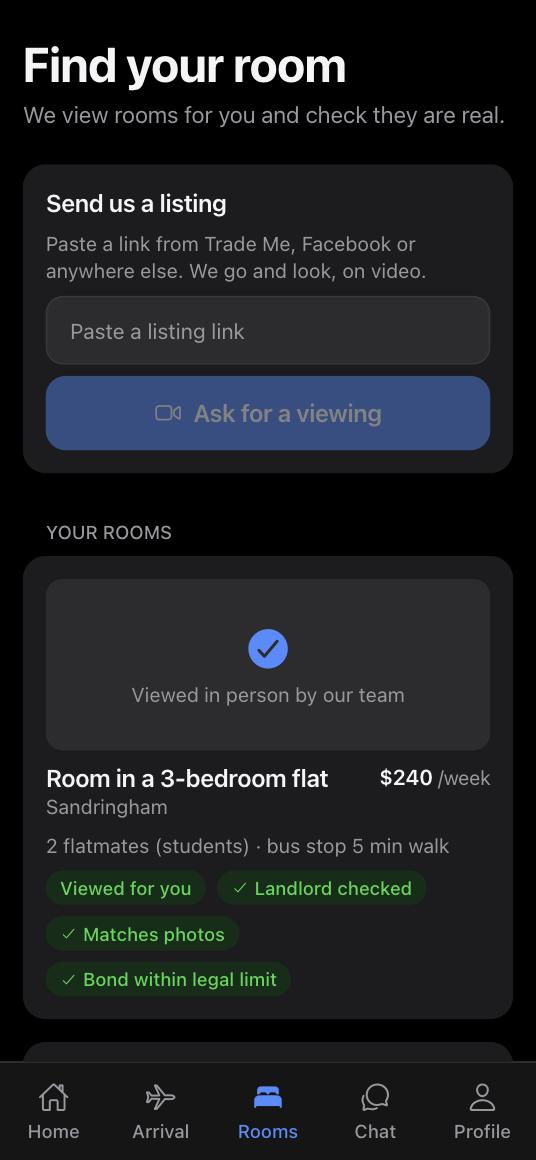 Find your room
We view rooms for you and check they are real.
Send us a listing
Paste a link from Trade Me, Facebook or
anywhere else. We go and look, on video.
Paste a listing link
Ask for a viewing
YOUR ROOMS
Viewed in person by our team
Room in a 3-bedroom flat $240 /week
Sandringham
2 flatmates (students) · bus stop 5 min walk
Viewed for you ✓ Landlord checked
✓ Matches photos
✓ Bond within legal limit
Home Arrival Rooms Chat Profile